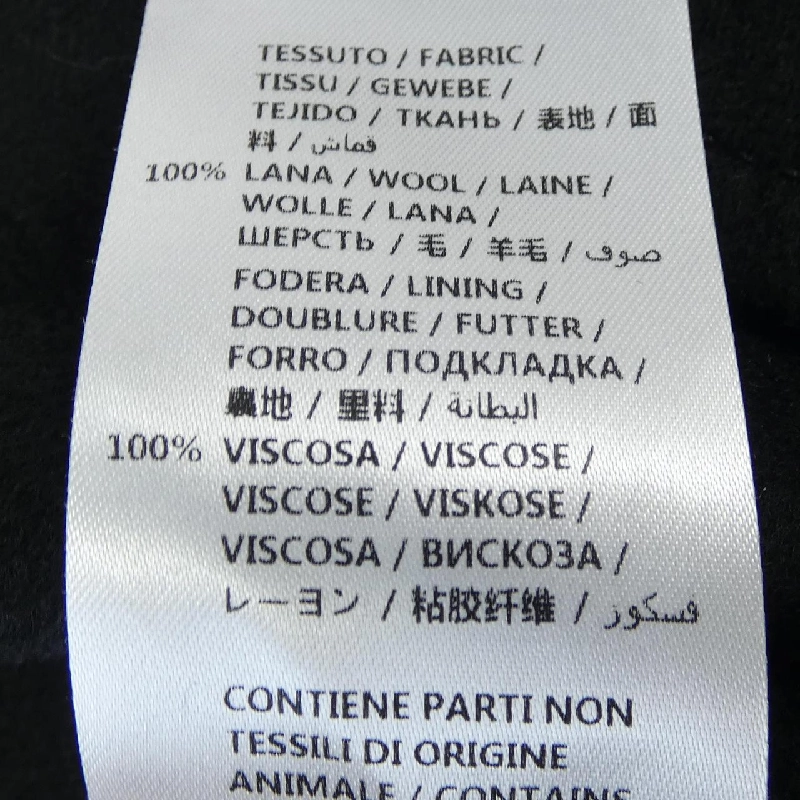 TESSUTO / FABRIC /
TISSU / GEWEBE /
TEJIDO / ТКАНЬ / 表地 / 面
料 / قماش
100% LANA / WOOL / LAINE /
WOLLE / LANA /
ШЕРСТЬ / 毛 / 羊毛 / صوف
FODERA / LINING /
DOUBLURE / FUTTER /
FORRO / ПОДКЛАДКА /
裏地 / 里料 / البطانة
100% VISCOSA / VISCOSE /
VISCOSE / VISKOSE /
VISCOSA / ВИСКОЗА /
レーヨン / 粘胶纤维 / فسكوز
CONTIENE PARTI NON
TESSILI DI ORIGINE
ANIMALE / CONTAINS